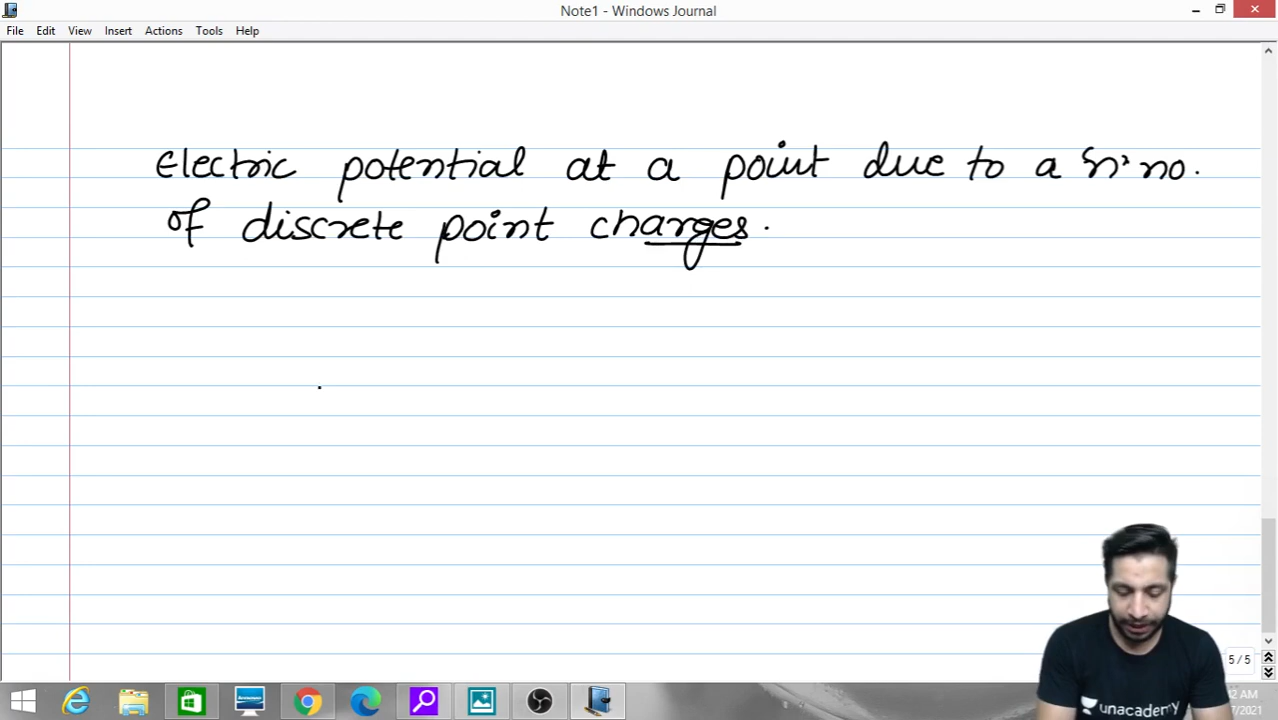 Note1 - Windows Journal
File Edit View Insert Actions Tools Help
Electric potential at a point due to a 'n' no.
of discrete point charges.
5 / 5
unacademy